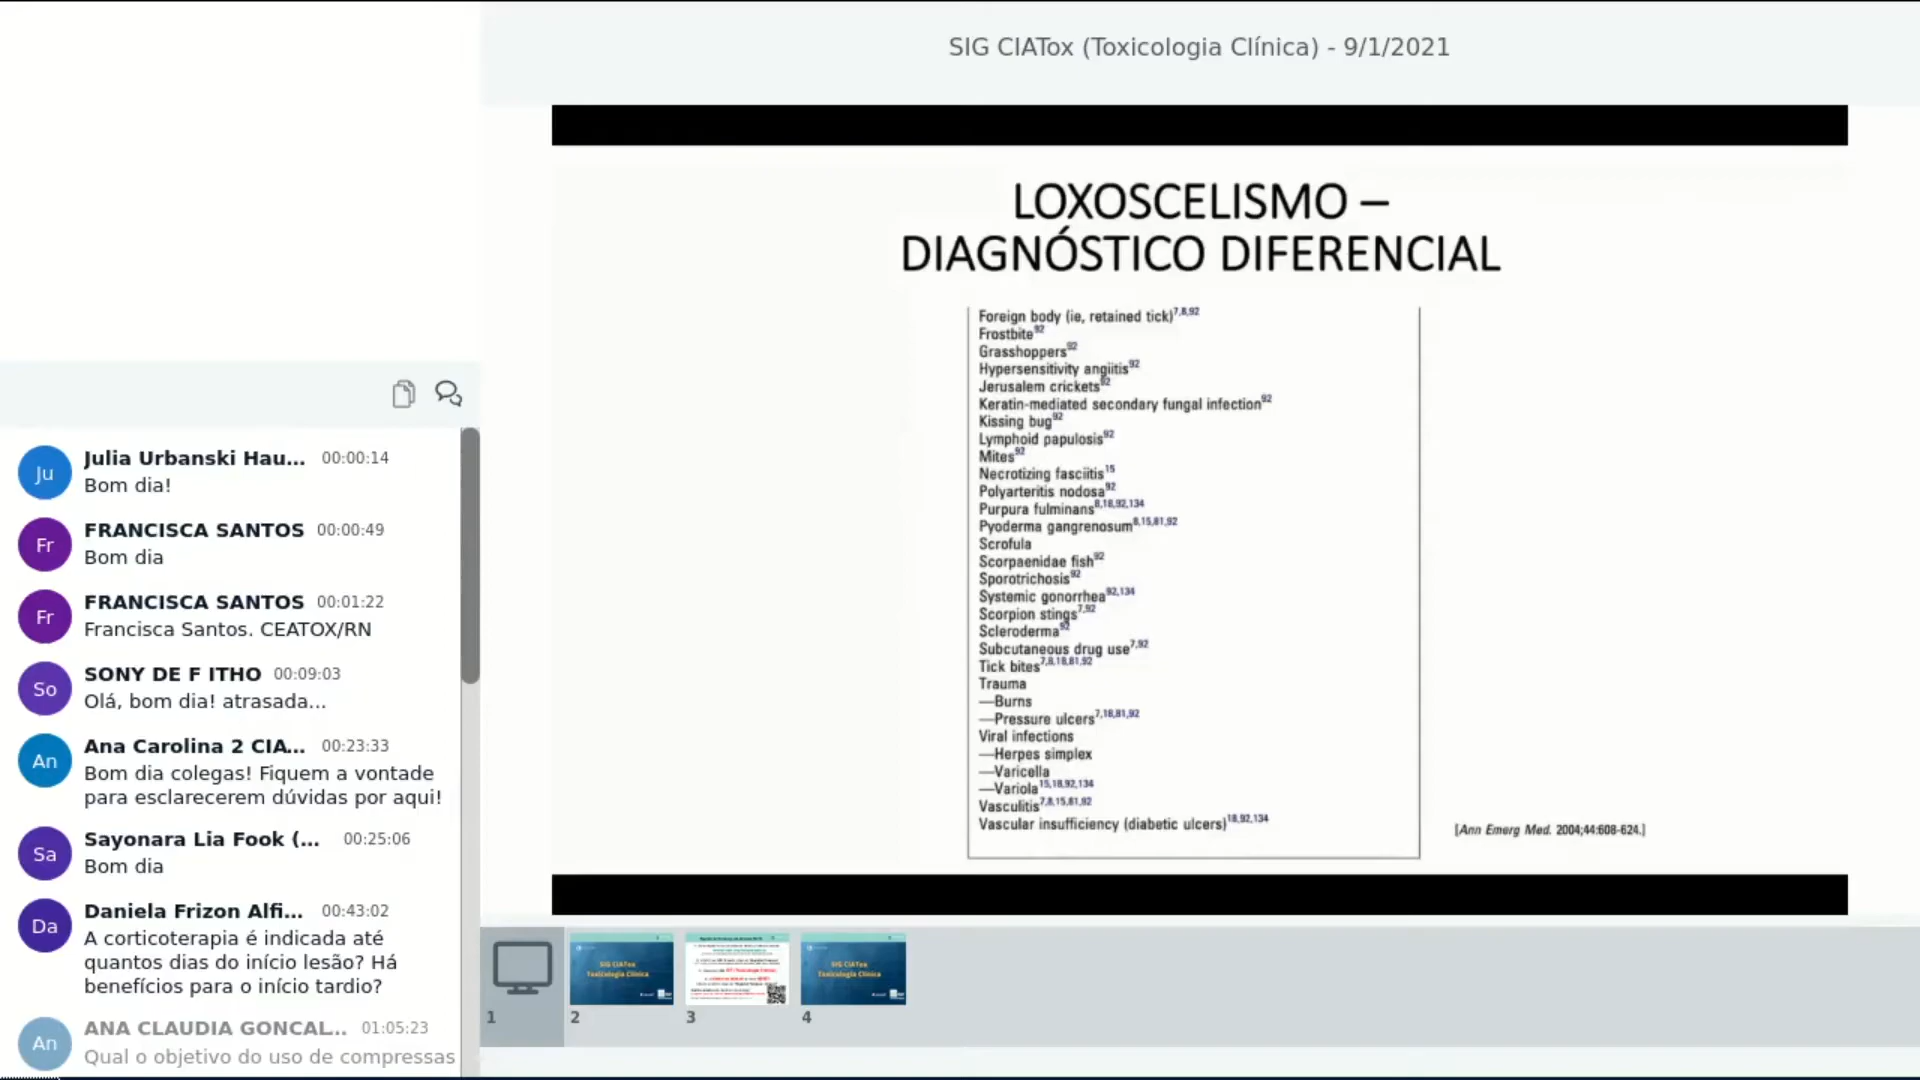 SIG CIATox (Toxicologia Clínica) - 9/1/2021
LOXOSCELISMO –
DIAGNÓSTICO DIFERENCIAL
Foreign body (ie, retained tick)7,8,92
Frostbite92
Grasshoppers92
Hypersensitivity angiitis92
Jerusalem crickets92
Keratin-mediated secondary fungal infection92
Kissing bug92
Lymphoid papulosis92
Mites92
Necrotizing fasciitis15
Polyarteritis nodosa92
Purpura fulminans8,18,92,134
Pyoderma gangrenosum8,15,81,92
Scrofula
Scorpaenidae fish92
Sporotrichosis92
Systemic gonorrhea92,134
Scorpion stings7,92
Scleroderma92
Subcutaneous drug use7,92
Tick bites7,8,18,81,92
Trauma
—Burns
—Pressure ulcers7,18,81,92
Viral infections
—Herpes simplex
—Varicella
—Variola15,18,92,134
Vasculitis7,8,15,81,92
Vascular insufficiency (diabetic ulcers)18,92,134
[Ann Emerg Med. 2004;44:608-624.]
Ju
Julia Urbanski Hau... 00:00:14
Bom dia!
Fr
FRANCISCA SANTOS 00:00:49
Bom dia
Fr
FRANCISCA SANTOS 00:01:22
Francisca Santos. CEATOX/RN
So
SONY DE F ITHO 00:09:03
Olá, bom dia! atrasada...
An
Ana Carolina 2 CIA... 00:23:33
Bom dia colegas! Fiquem a vontade
para esclarecerem dúvidas por aqui!
Sa
Sayonara Lia Fook (... 00:25:06
Bom dia
Da
Daniela Frizon Alfi... 00:43:02
A corticoterapia é indicada até
quantos dias do início lesão? Há
benefícios para o início tardio?
An
ANA CLAUDIA GONCAL... 01:05:23
Qual o objetivo do uso de compressas
SIG CIATox
Toxicologia Clínica
SIG CIATox
Toxicologia Clínica
1
2
3
4